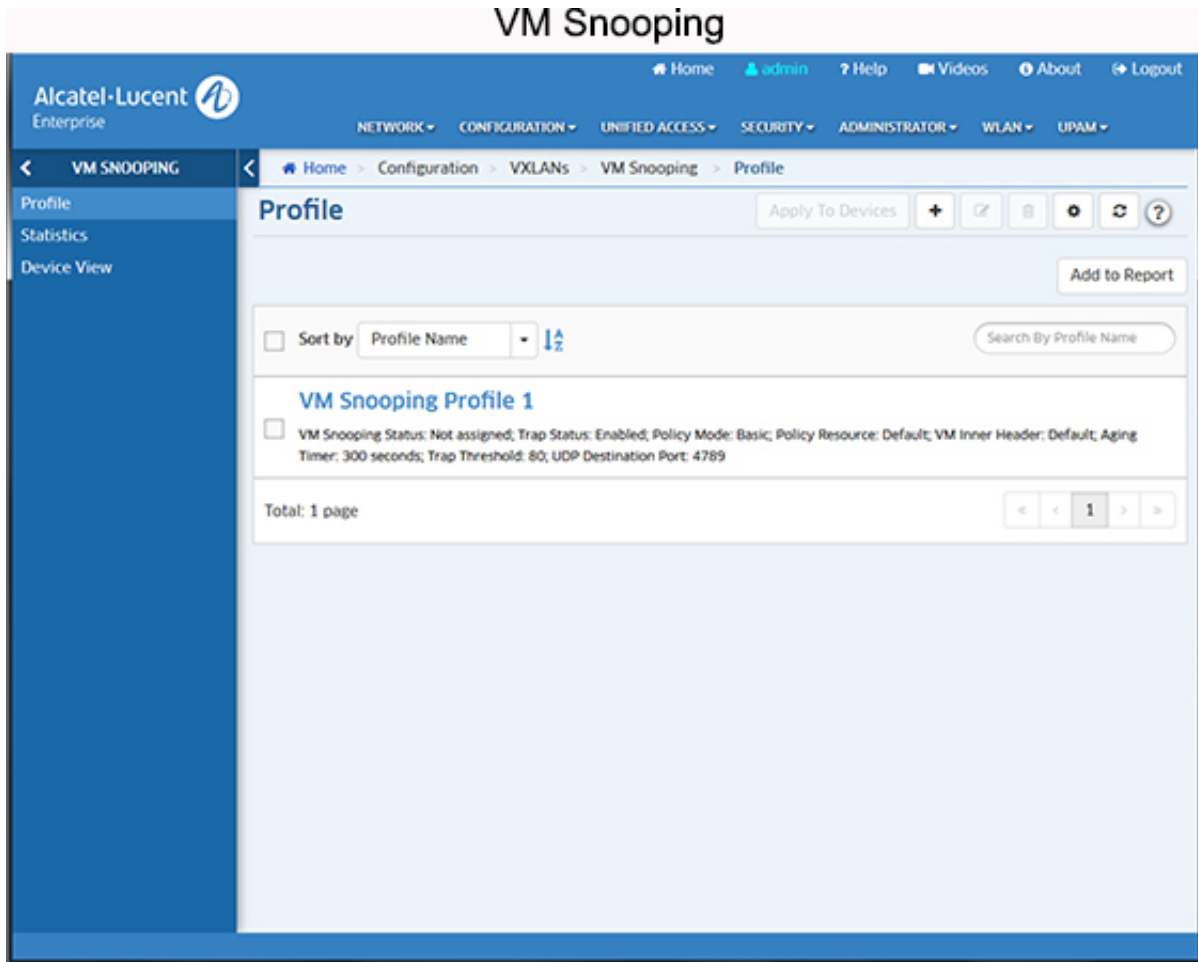 VM Snooping
Home admin ? Help Videos About Logout
Alcatel·Lucent
Enterprise
NETWORK CONFIGURATION UNIFIED ACCESS SECURITY ADMINISTRATOR WLAN UPAM
VM SNOOPING
Home > Configuration > VXLANs > VM Snooping > Profile
Profile
Statistics
Device View
Profile
Apply To Devices + ?
Add to Report
Sort by Profile Name A Z Search By Profile Name
VM Snooping Profile 1
VM Snooping Status: Not assigned; Trap Status: Enabled; Policy Mode: Basic; Policy Resource: Default; VM Inner Header: Default; Aging
Timer: 300 seconds; Trap Threshold: 80; UDP Destination Port: 4789
Total: 1 page
« < 1 > »